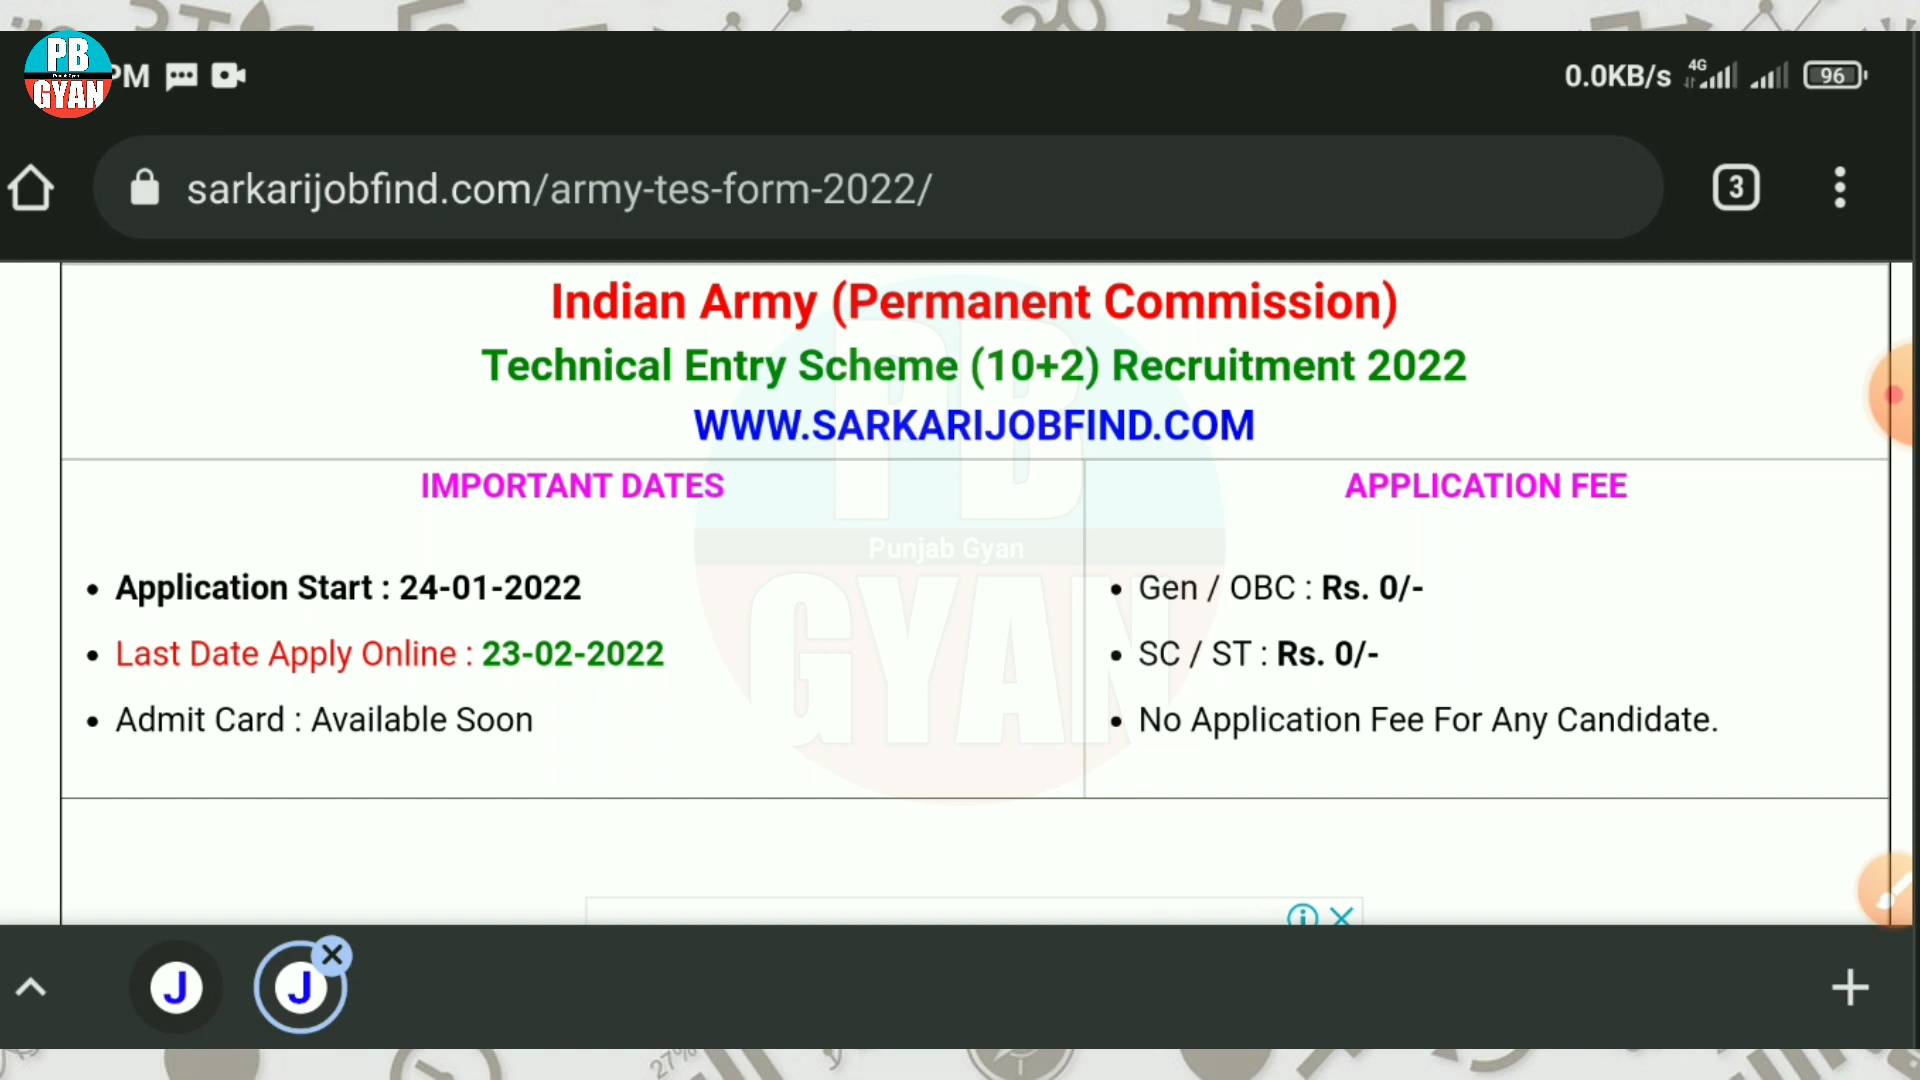 PB
GYAN
PM
0.0KB/s 4G 96
sarkarijobfind.com/army-tes-form-2022/
3
Indian Army (Permanent Commission)
Technical Entry Scheme (10+2) Recruitment 2022
WWW.SARKARIJOBFIND.COM
IMPORTANT DATES
APPLICATION FEE
PB
Punjab Gyan
GYAN
• Application Start : 24-01-2022
• Last Date Apply Online : 23-02-2022
• Admit Card : Available Soon
• Gen / OBC : Rs. 0/-
• SC / ST : Rs. 0/-
• No Application Fee For Any Candidate.
J
J
27%